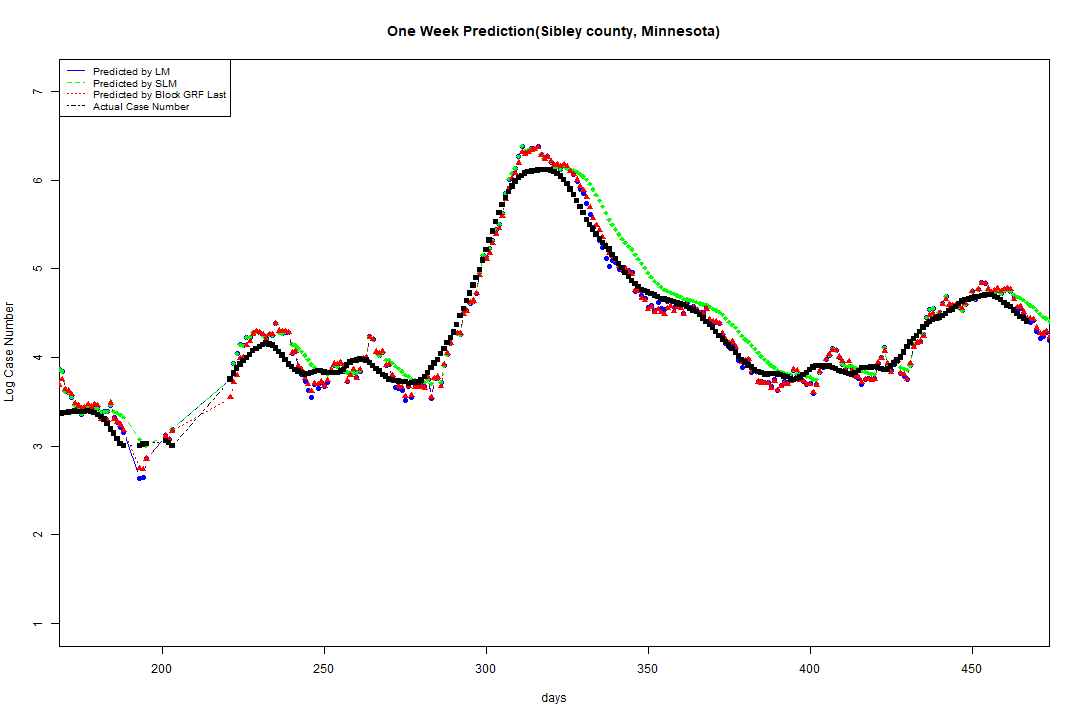 One Week Prediction(Sibley county, Minnesota)
Predicted by LM
Predicted by SLM
Predicted by Block GRF Last
Actual Case Number
7
6
5
4
3
2
1
Log Case Number
200 250 300 350 400 450
days